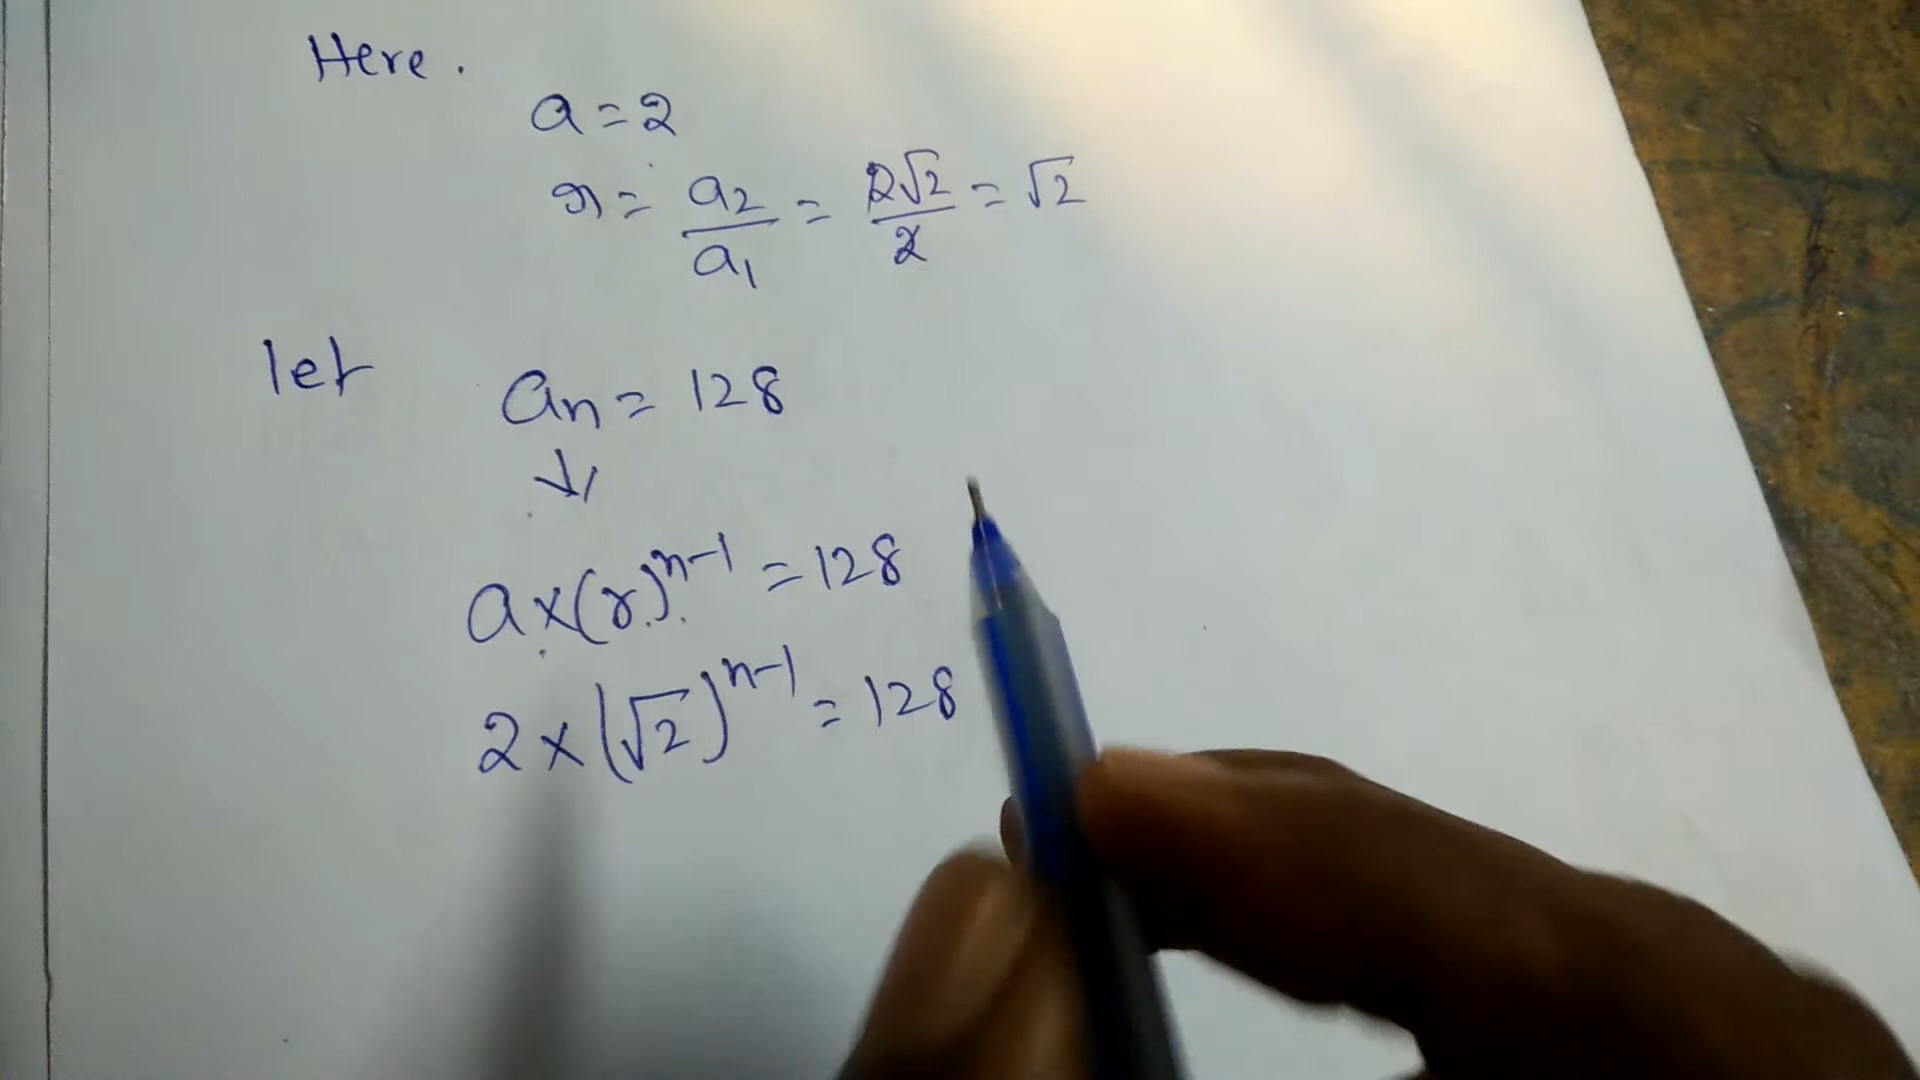 Here.
a = 2
r = a₂/a₁ = 2√2/2 = √2
let aₙ = 128
↓
a × (r)ⁿ⁻¹ = 128
2 × (√2)ⁿ⁻¹ = 128